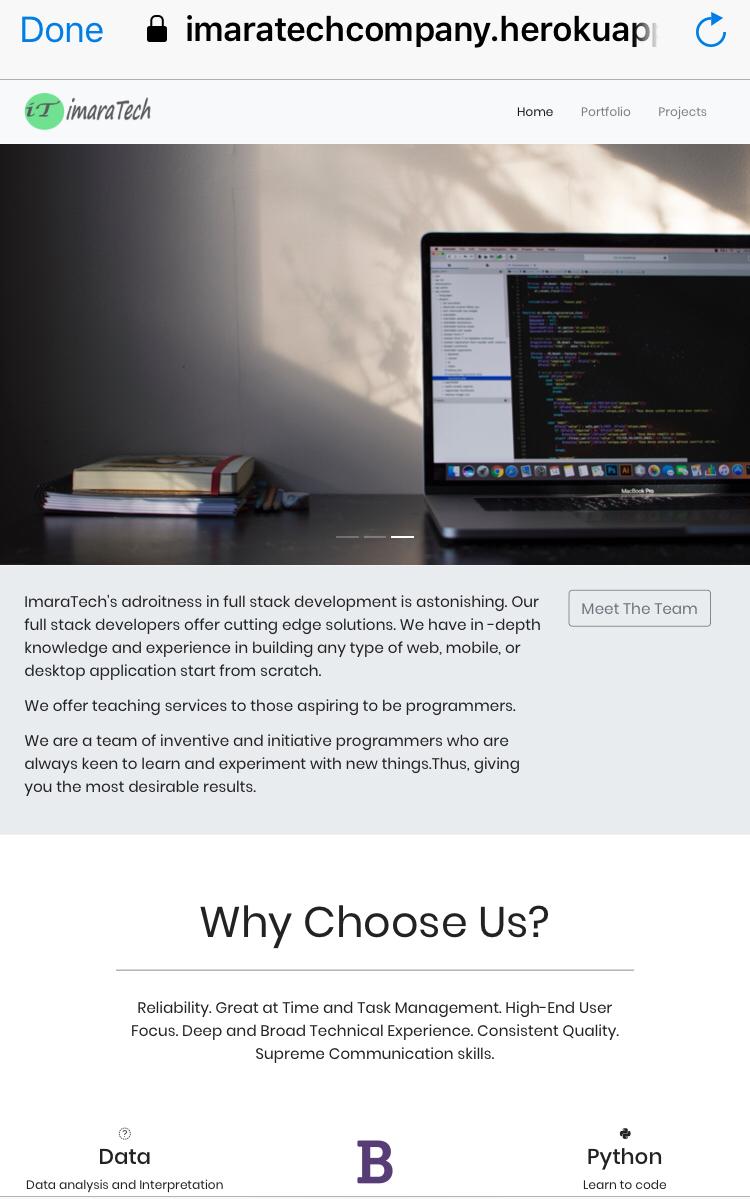 Done imaratechcompany.herokuap
iT imaraTech Home Portfolio Projects
MacBook Pro
ImaraTech's adroitness in full stack development is astonishing. Our
full stack developers offer cutting edge solutions. We have in -depth
knowledge and experience in building any type of web, mobile, or
desktop application start from scratch.
Meet The Team
We offer teaching services to those aspiring to be programmers.
We are a team of inventive and initiative programmers who are
always keen to learn and experiment with new things.Thus, giving
you the most desirable results.
Why Choose Us?
Reliability. Great at Time and Task Management. High-End User
Focus. Deep and Broad Technical Experience. Consistent Quality.
Supreme Communication skills.
Data
Data analysis and Interpretation
B
Python
Learn to code